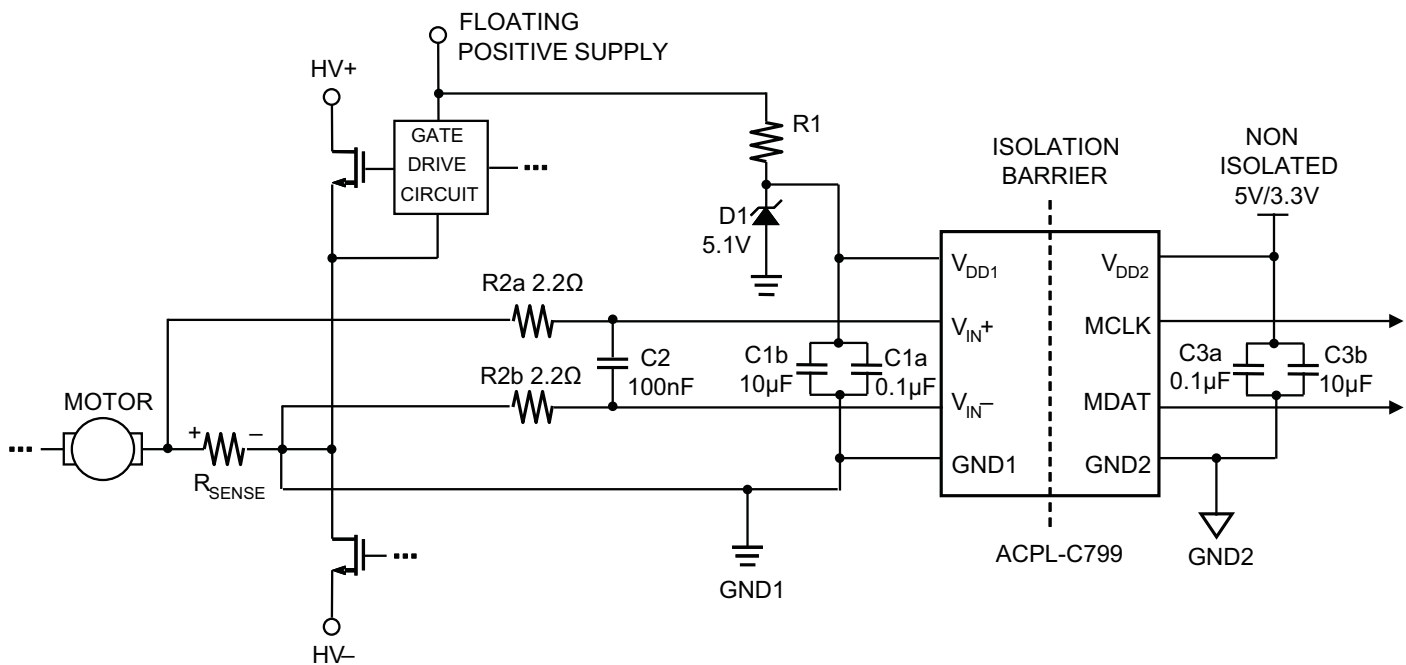 FLOATING
POSITIVE SUPPLY
HV+
GATE
DRIVE
CIRCUIT
R1
D1
5.1V
ISOLATION
BARRIER
NON
ISOLATED
5V/3.3V
R2a 2.2Ω
C2
100nF
R2b 2.2Ω
C1b
10µF
C1a
0.1µF
VDD1
VIN+
VIN–
GND1
VDD2
MCLK
MDAT
GND2
C3a
0.1µF
C3b
10µF
MOTOR
+
–
RSENSE
GND1
ACPL-C799
GND2
HV–